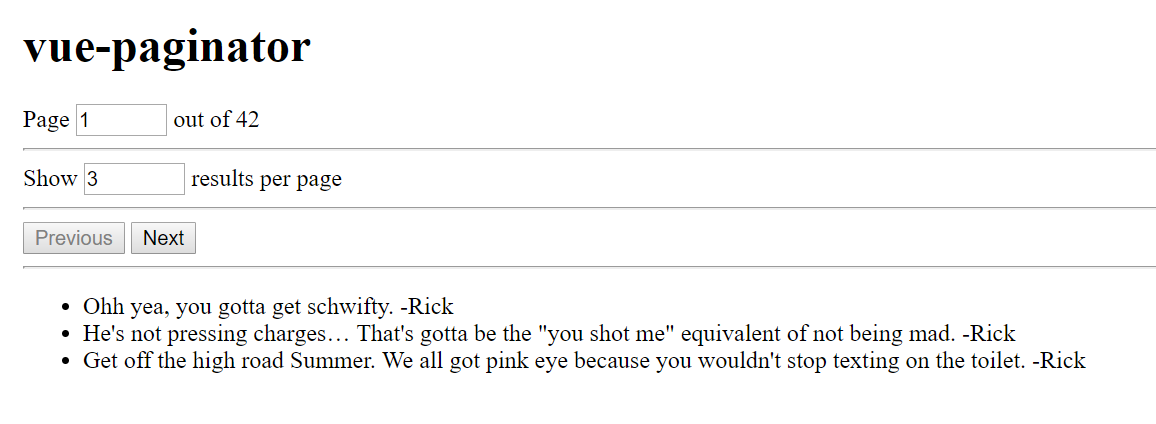 vue-paginator
Page 1 out of 42
Show 3 results per page
Previous Next
Ohh yea, you gotta get schwifty. -Rick
He's not pressing charges… That's gotta be the "you shot me" equivalent of not being mad. -Rick
Get off the high road Summer. We all got pink eye because you wouldn't stop texting on the toilet. -Rick